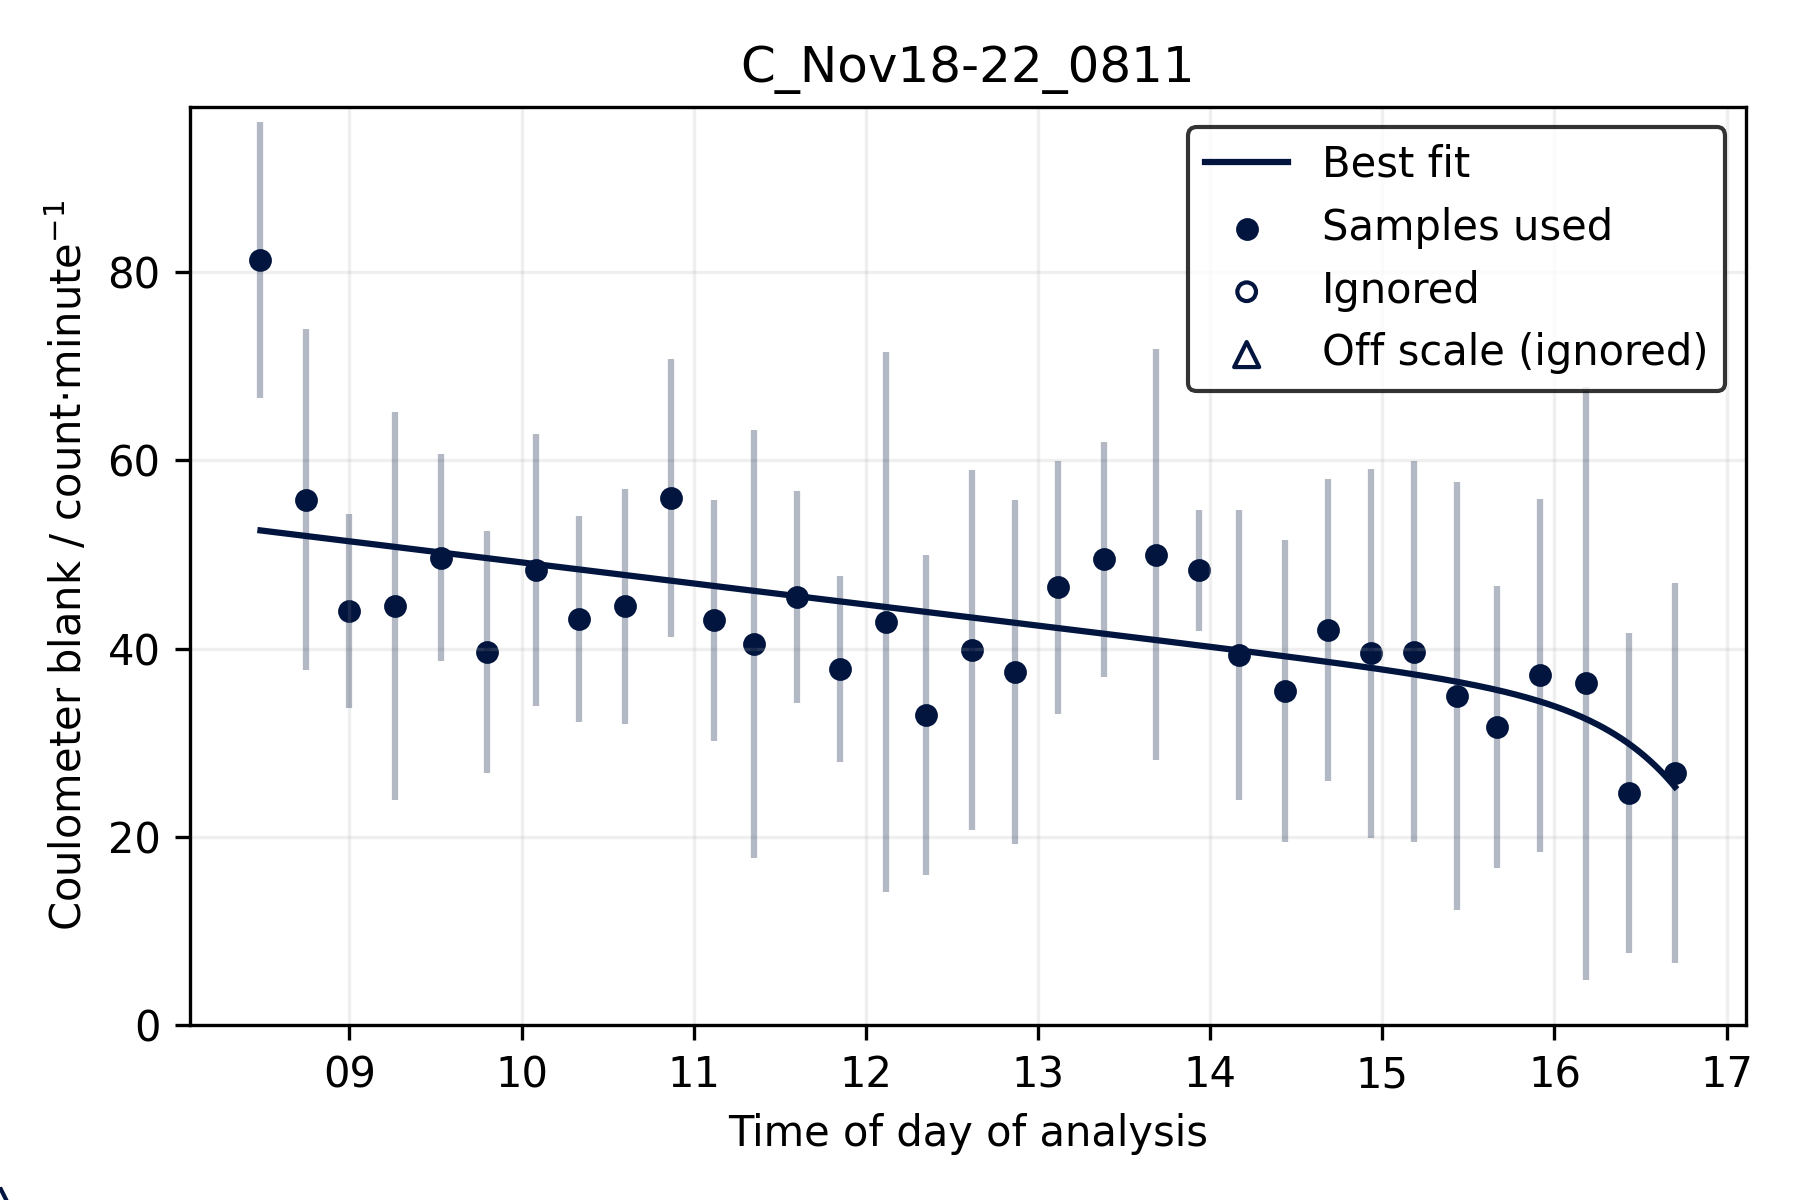 C_Nov18-22_0811
Best fit
Samples used
Ignored
Off scale (ignored)
Coulometer blank / count·minute⁻¹
80
60
40
20
0
09 10 11 12 13 14 15 16 17
Time of day of analysis